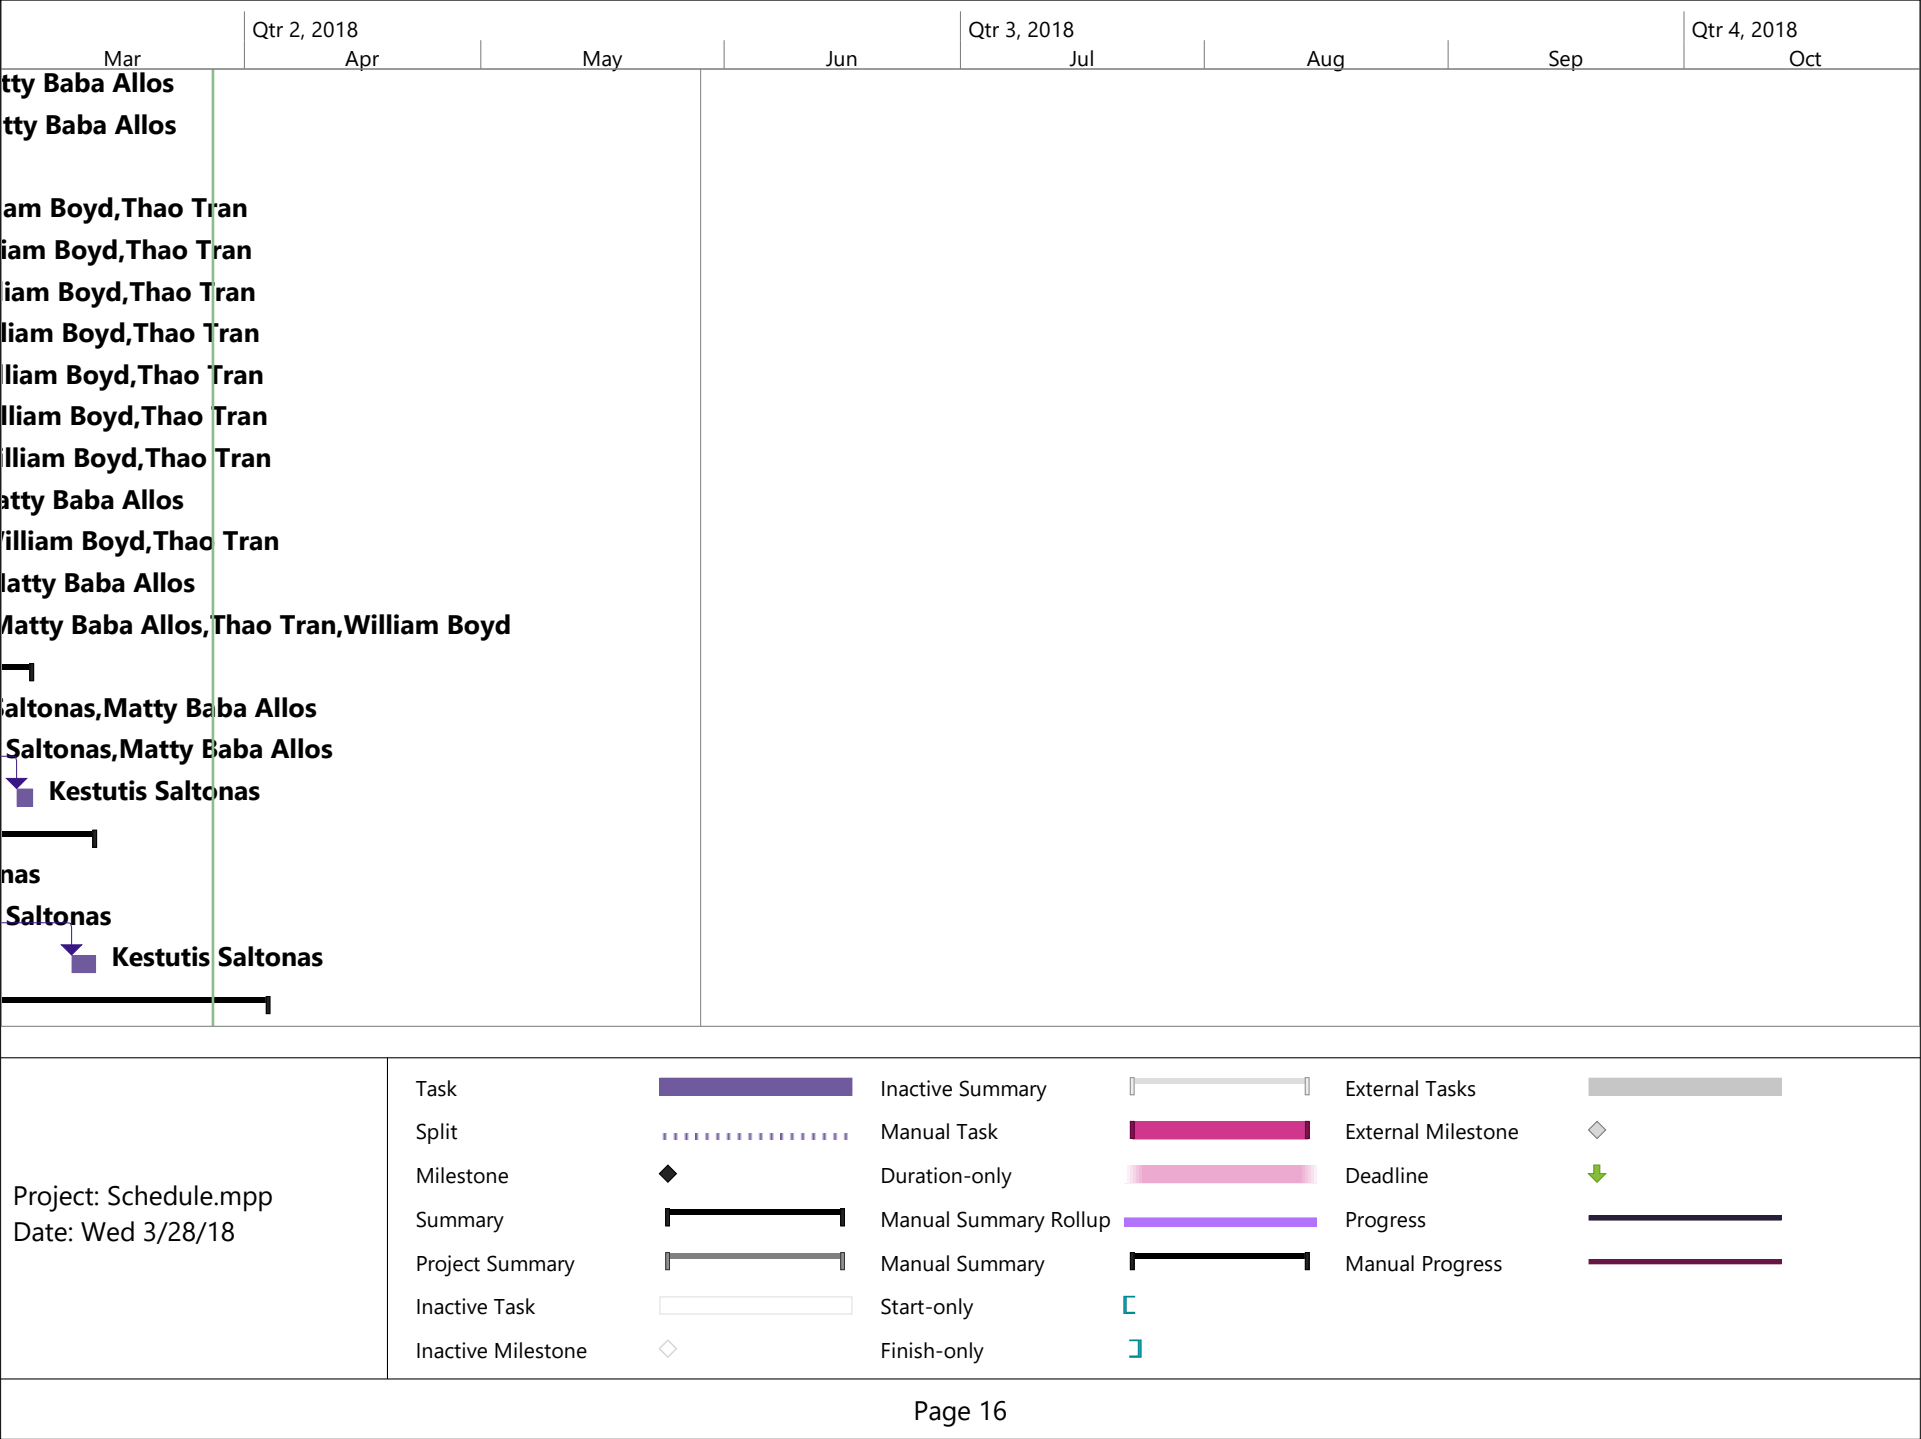 Qtr 2, 2018 Qtr 3, 2018 Qtr 4, 2018
Mar Apr May Jun Jul Aug Sep Oct
tty Baba Allos
tty Baba Allos
am Boyd,Thao Tran
iam Boyd,Thao Tran
iam Boyd,Thao Tran
liam Boyd,Thao Tran
lliam Boyd,Thao Tran
lliam Boyd,Thao Tran
illiam Boyd,Thao Tran
atty Baba Allos
illiam Boyd,Thao Tran
latty Baba Allos
Matty Baba Allos,Thao Tran,William Boyd
Saltonas,Matty Baba Allos
Saltonas,Matty Baba Allos
Kestutis Saltonas
nas
Saltonas
Kestutis Saltonas
Project: Schedule.mpp
Date: Wed 3/28/18
Task
Split
Milestone
Summary
Project Summary
Inactive Task
Inactive Milestone
Inactive Summary
Manual Task
Duration-only
Manual Summary Rollup
Manual Summary
Start-only
Finish-only
External Tasks
External Milestone
Deadline
Progress
Manual Progress
Page 16